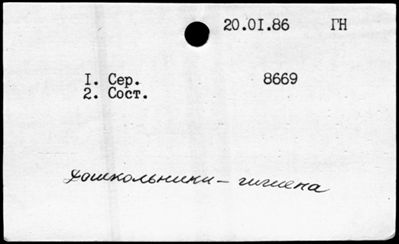 20.01.86 ГН
1. Сер. 8669
2. Сост.
дошкольники – гигиена